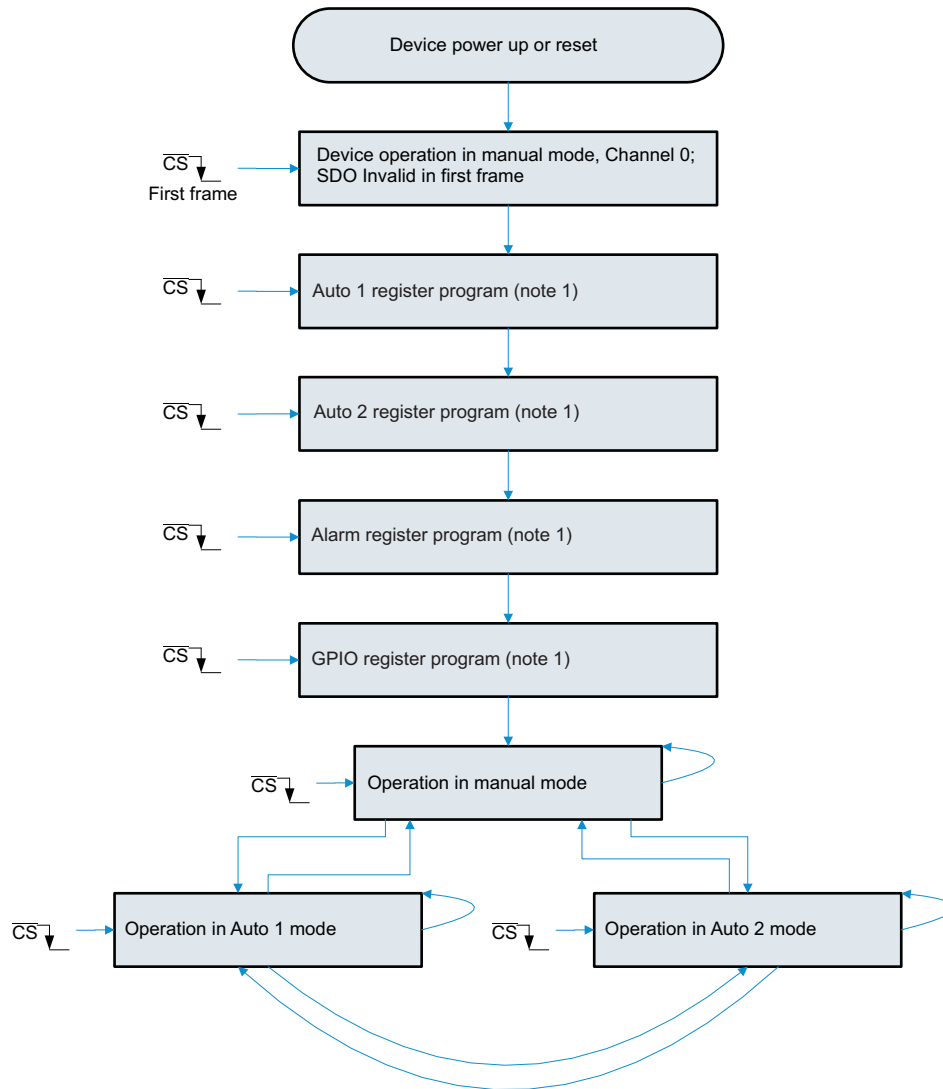 Device power up or reset
CS
First frame
Device operation in manual mode, Channel 0;
SDO Invalid in first frame
CS
Auto 1 register program (note 1)
CS
Auto 2 register program (note 1)
CS
Alarm register program (note 1)
CS
GPIO register program (note 1)
CS
Operation in manual mode
CS
Operation in Auto 1 mode
CS
Operation in Auto 2 mode